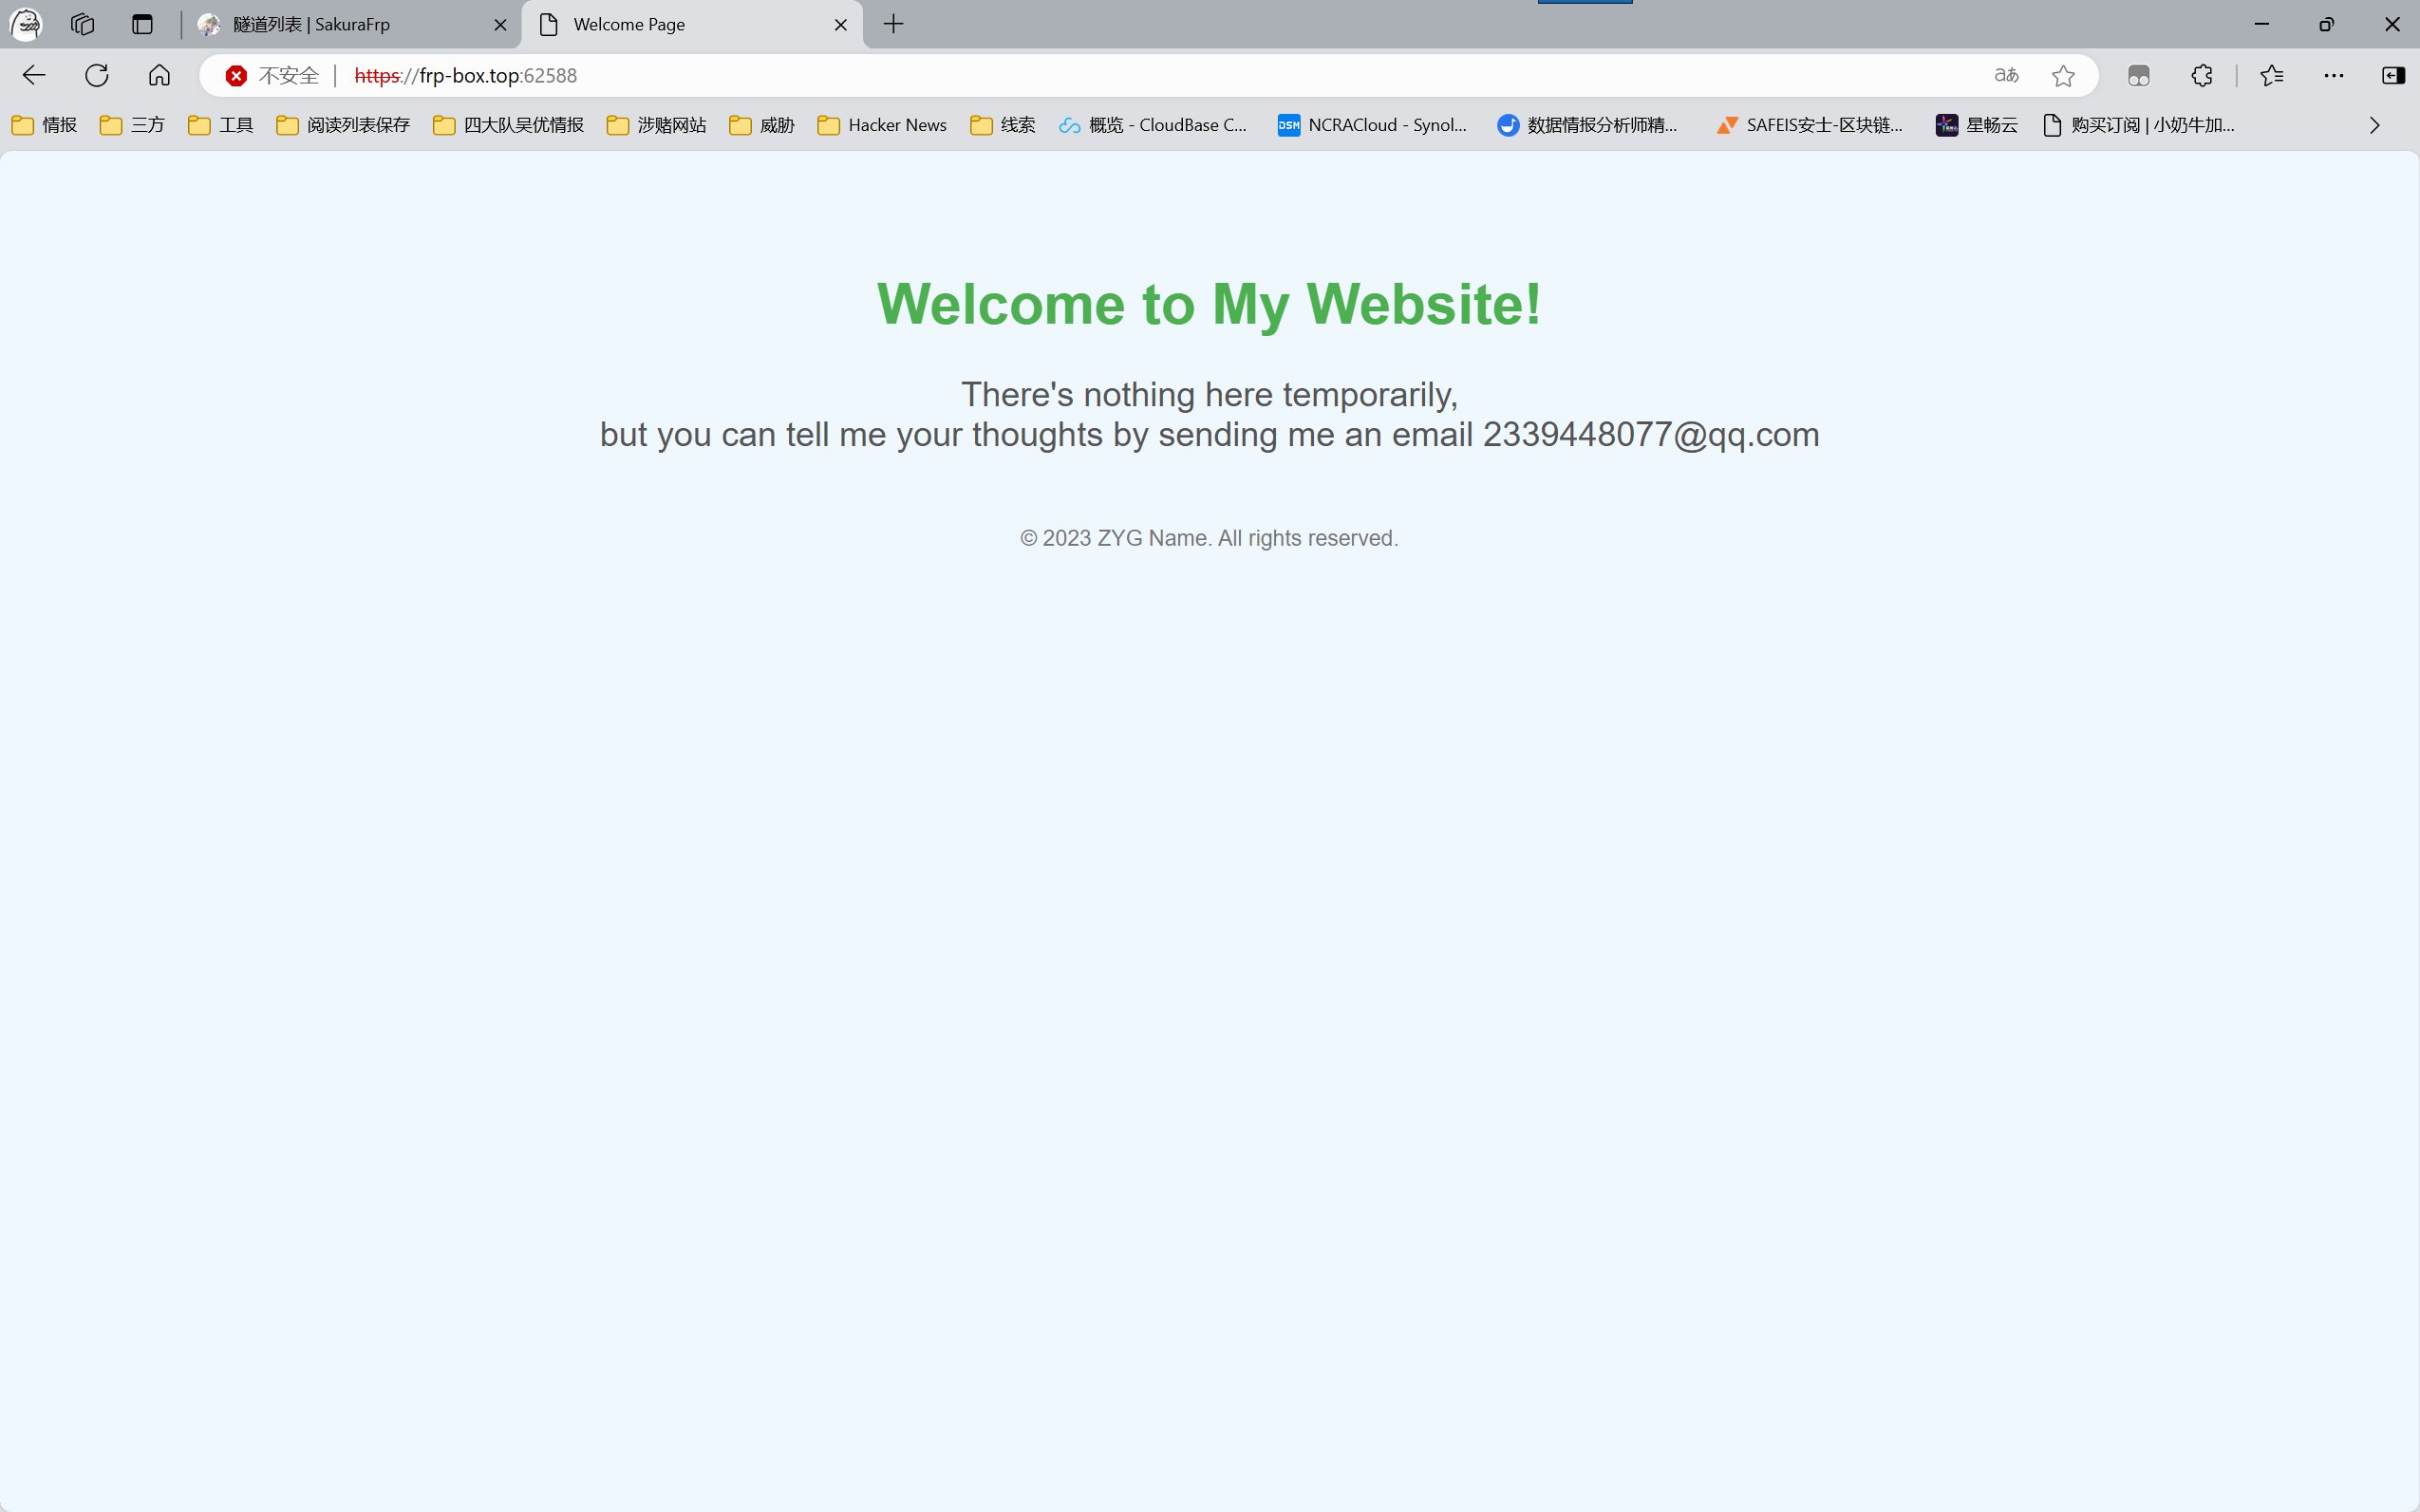 隧道列表 | SakuraFrp
Welcome Page
不安全
https://frp-box.top:62588
aあ
情报
三方
工具
阅读列表保存
四大队吴优情报
涉赌网站
威胁
Hacker News
线索
概览 - CloudBase C...
DSM
NCRACloud - Synol...
数据情报分析师精...
SAFEIS安士-区块链...
星畅云
购买订阅 | 小奶牛加...
Welcome to My Website!
There's nothing here temporarily,
but you can tell me your thoughts by sending me an email 2339448077@qq.com
© 2023 ZYG Name. All rights reserved.